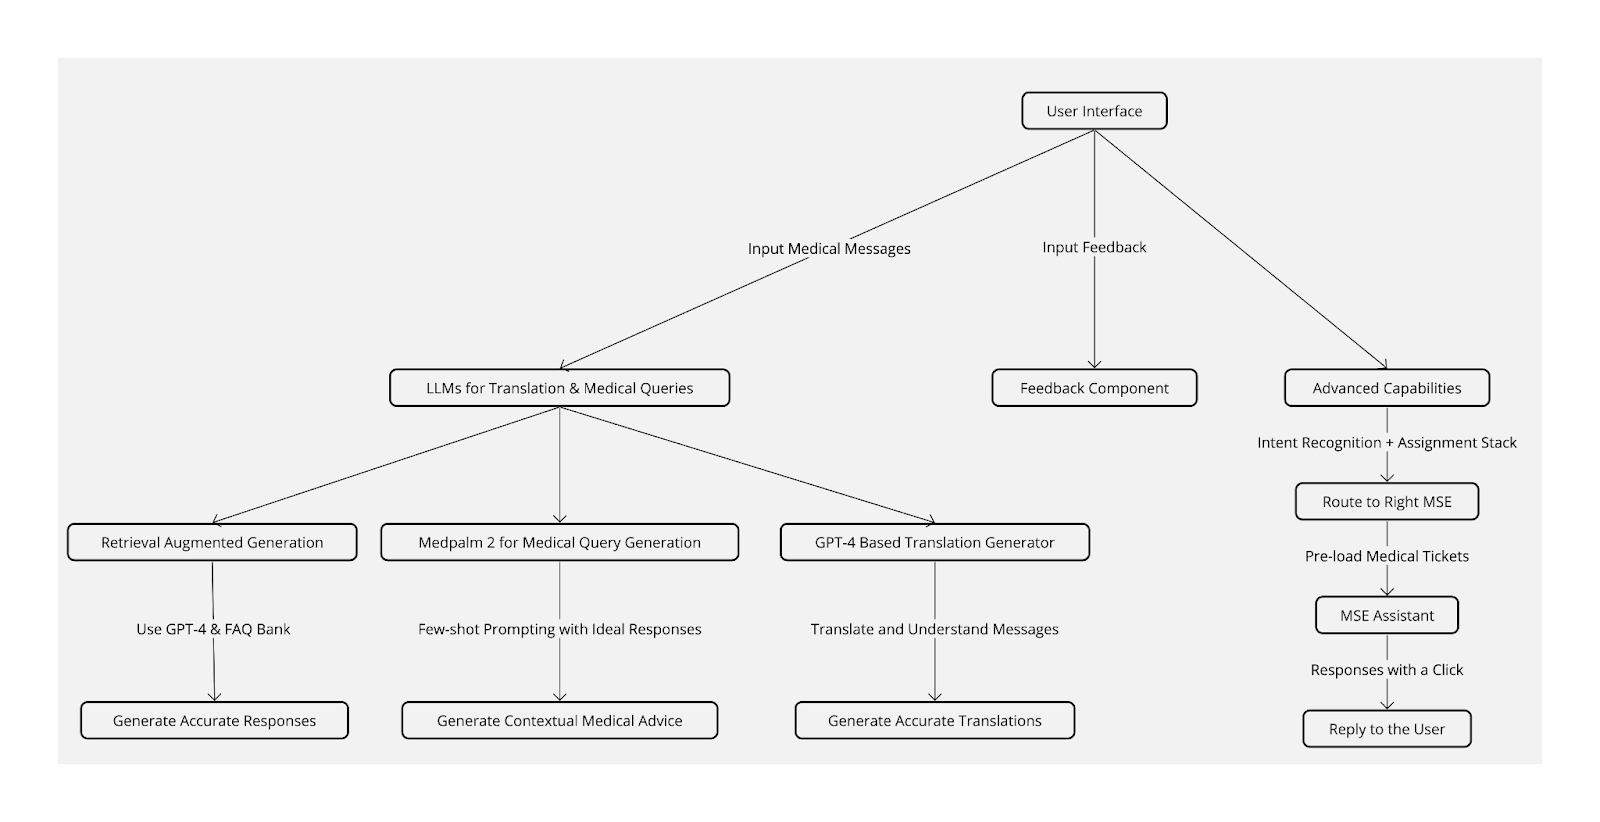 User Interface
Input Medical Messages
Input Feedback
LLMs for Translation & Medical Queries
Feedback Component
Advanced Capabilities
Intent Recognition + Assignment Stack
Route to Right MSE
Retrieval Augmented Generation
Medpalm 2 for Medical Query Generation
GPT-4 Based Translation Generator
Pre-load Medical Tickets
MSE Assistant
Use GPT-4 & FAQ Bank
Few-shot Prompting with Ideal Responses
Translate and Understand Messages
Responses with a Click
Generate Accurate Responses
Generate Contextual Medical Advice
Generate Accurate Translations
Reply to the User